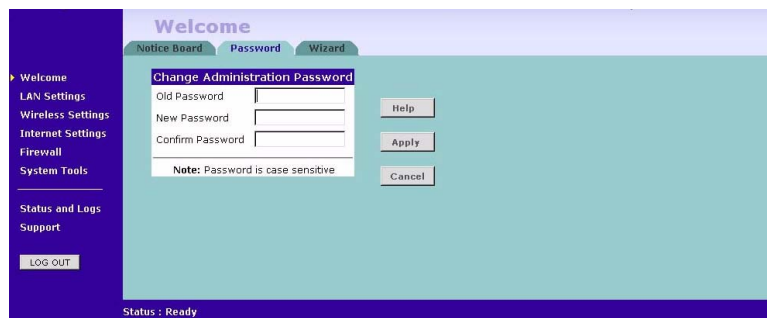 Welcome
Notice Board Password Wizard
Welcome
LAN Settings
Wireless Settings
Internet Settings
Firewall
System Tools
Status and Logs
Support
LOG OUT
Change Administration Password
Old Password
New Password
Confirm Password
Note: Password is case sensitive
Help
Apply
Cancel
Status : Ready